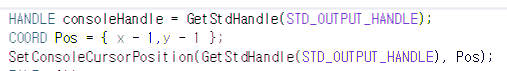 HANDLE consoleHandle = GetStdHandle(STD_OUTPUT_HANDLE);
COORD Pos = { x - 1,y - 1 };
SetConsoleCursorPosition(GetStdHandle(STD_OUTPUT_HANDLE), Pos);